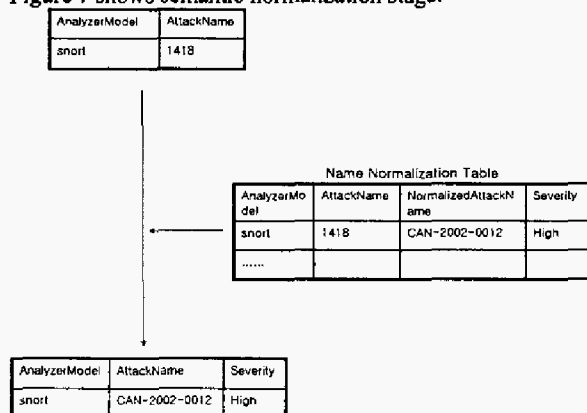 Figure 7 shows semantic normalization stage.
AnalyzerModel AttackName
snort 1418
Name Normalization Table
AnalyzerMo AttackName NormalizedAttackN Severity
del ame
snort 1418 CAN-2002-0012 High
......
AnalyzerModel AttackName Severity
snort CAN-2002-0012 High